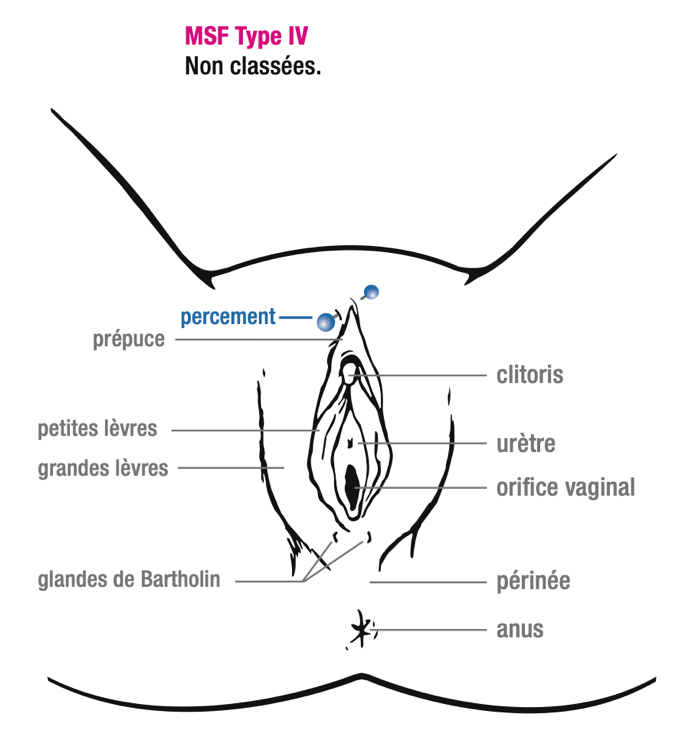 MSF Type IV
Non classées.
percement
prépuce
clitoris
petites lèvres
urètre
grandes lèvres
orifice vaginal
glandes de Bartholin
périnée
anus